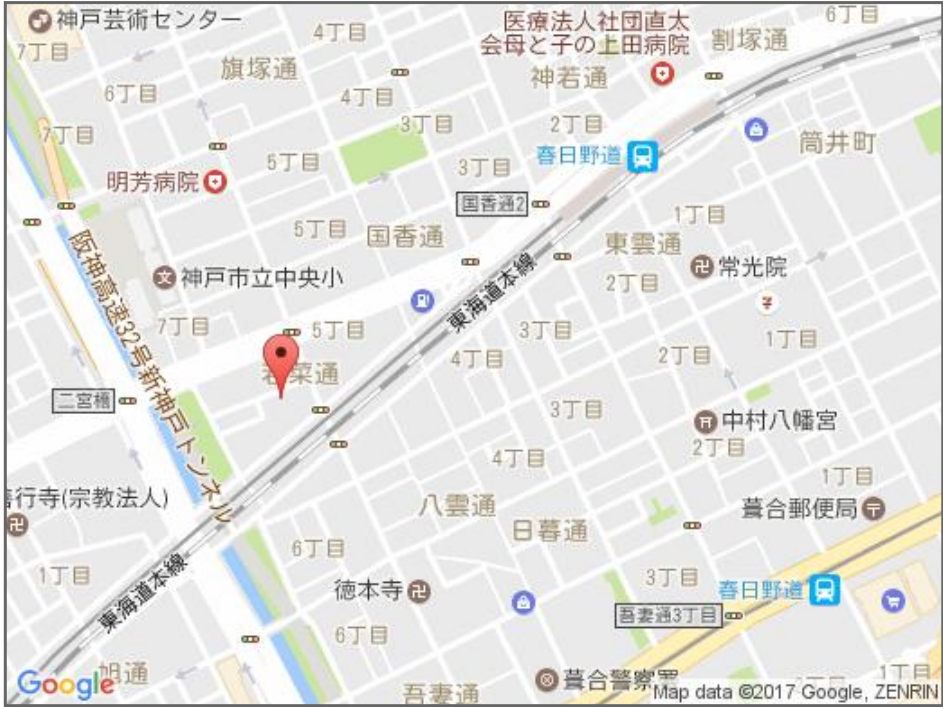 神戸芸術センター
4丁目
医療法人社団直太
会母と子の上田病院
6丁目
割塚通
7丁目
旗塚通
神若通
6丁目
4丁目
7丁目
3丁目
2丁目
春日野道
筒井町
5丁目
3丁目
明芳病院
国香通2
5丁目
国香通
1丁目
東雲通
阪神高速32号新神戸トンネル
神戸市立中央小
常光院
2丁目
東海道本線
7丁目
5丁目
3丁目
1丁目
4丁目
2丁目
菜通
二宮橋
3丁目
中村八幡宮
4丁目
2丁目
1丁目
行寺(宗教法人)
八雲通
葺合郵便局
日暮通
6丁目
1丁目
東海道本線
徳本寺
3丁目
春日野道
吾妻通3丁目
6丁目
旭通
Google
吾妻通
葺合警察署
1丁目
Map data ©2017 Google, ZENRIN